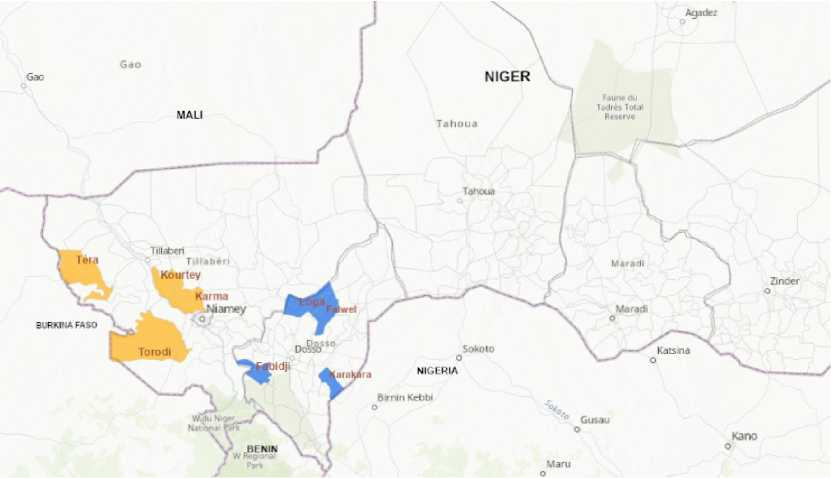 Agadez
Gao
Gao
NIGER
Faune du
Tadrès Total
Reserve
MALI
Tahoua
Tahoua
Tillaberi
Tillabéri
Téra
Kourtey
Karma
Niamey
Maradi
Zinder
Loga
Falwel
Maradi
BURKINA FASO
Dosso
Dosso
Torodi
Sokoto
Katsina
Fabidji
Karakara
NIGERIA
Birnin Kebbi
Sokoto
Gusau
W du Niger
National Park
Kano
BENIN
W Regional
Park
Maru